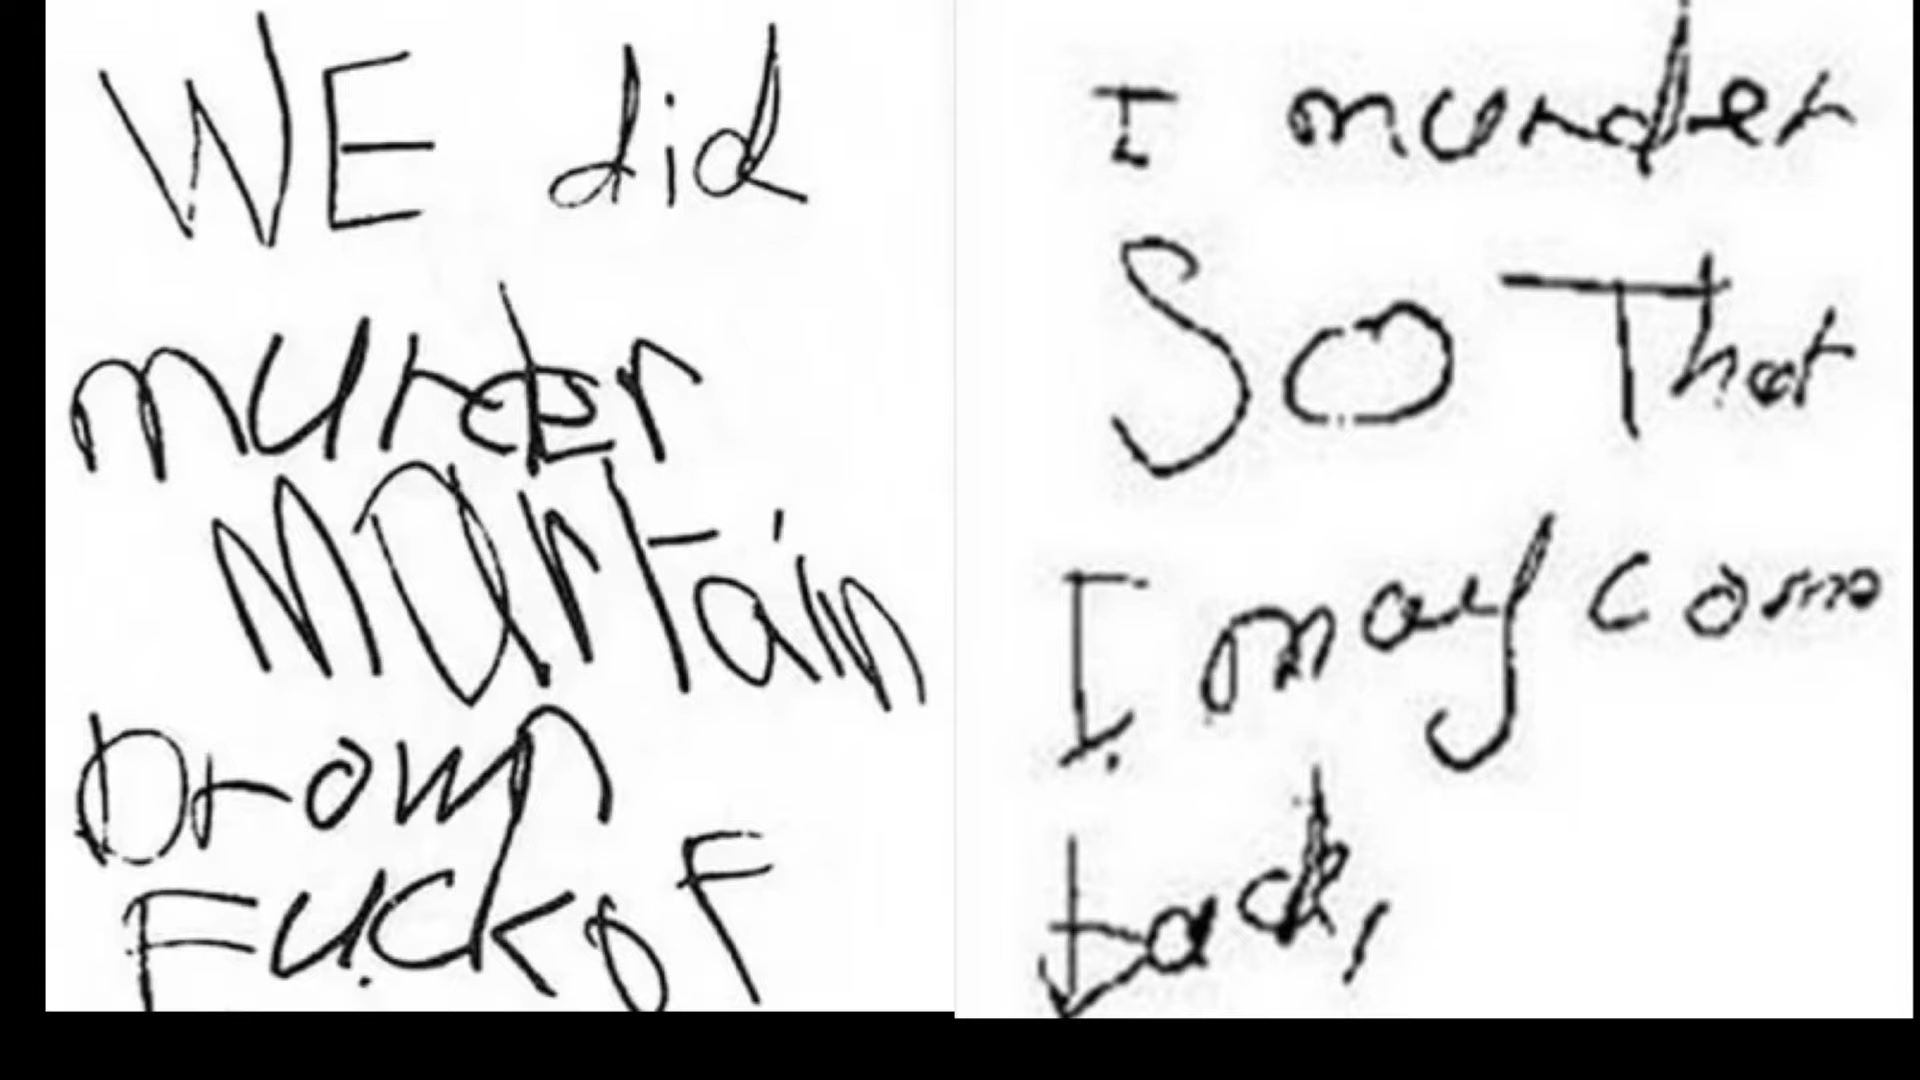 WE did
murder
martain
brown
Fuckof
I murder
So That
I may come
back,